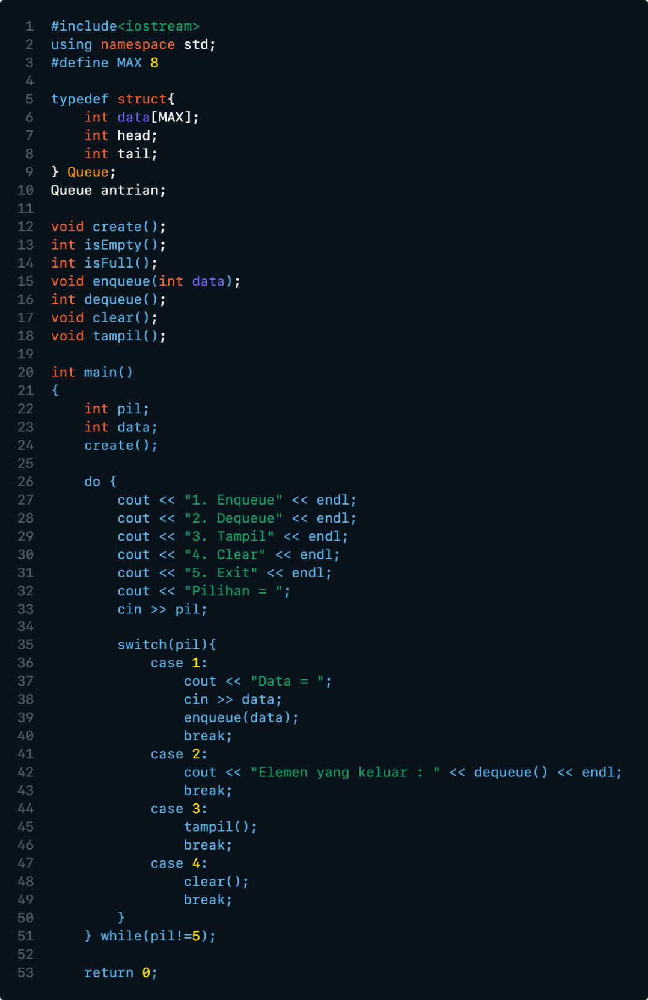 1 #include<iostream>
2 using namespace std;
3 #define MAX 8
4
5 typedef struct{
6     int data[MAX];
7     int head;
8     int tail;
9 } Queue;
10 Queue antrian;
11
12 void create();
13 int isEmpty();
14 int isFull();
15 void enqueue(int data);
16 int dequeue();
17 void clear();
18 void tampil();
19
20 int main()
21 {
22     int pil;
23     int data;
24     create();
25
26     do {
27         cout << "1. Enqueue" << endl;
28         cout << "2. Dequeue" << endl;
29         cout << "3. Tampil" << endl;
30         cout << "4. Clear" << endl;
31         cout << "5. Exit" << endl;
32         cout << "Pilihan = ";
33         cin >> pil;
34
35         switch(pil){
36             case 1:
37                 cout << "Data = ";
38                 cin >> data;
39                 enqueue(data);
40                 break;
41             case 2:
42                 cout << "Elemen yang keluar : " << dequeue() << endl;
43                 break;
44             case 3:
45                 tampil();
46                 break;
47             case 4:
48                 clear();
49                 break;
50         }
51     } while(pil!=5);
52
53     return 0;